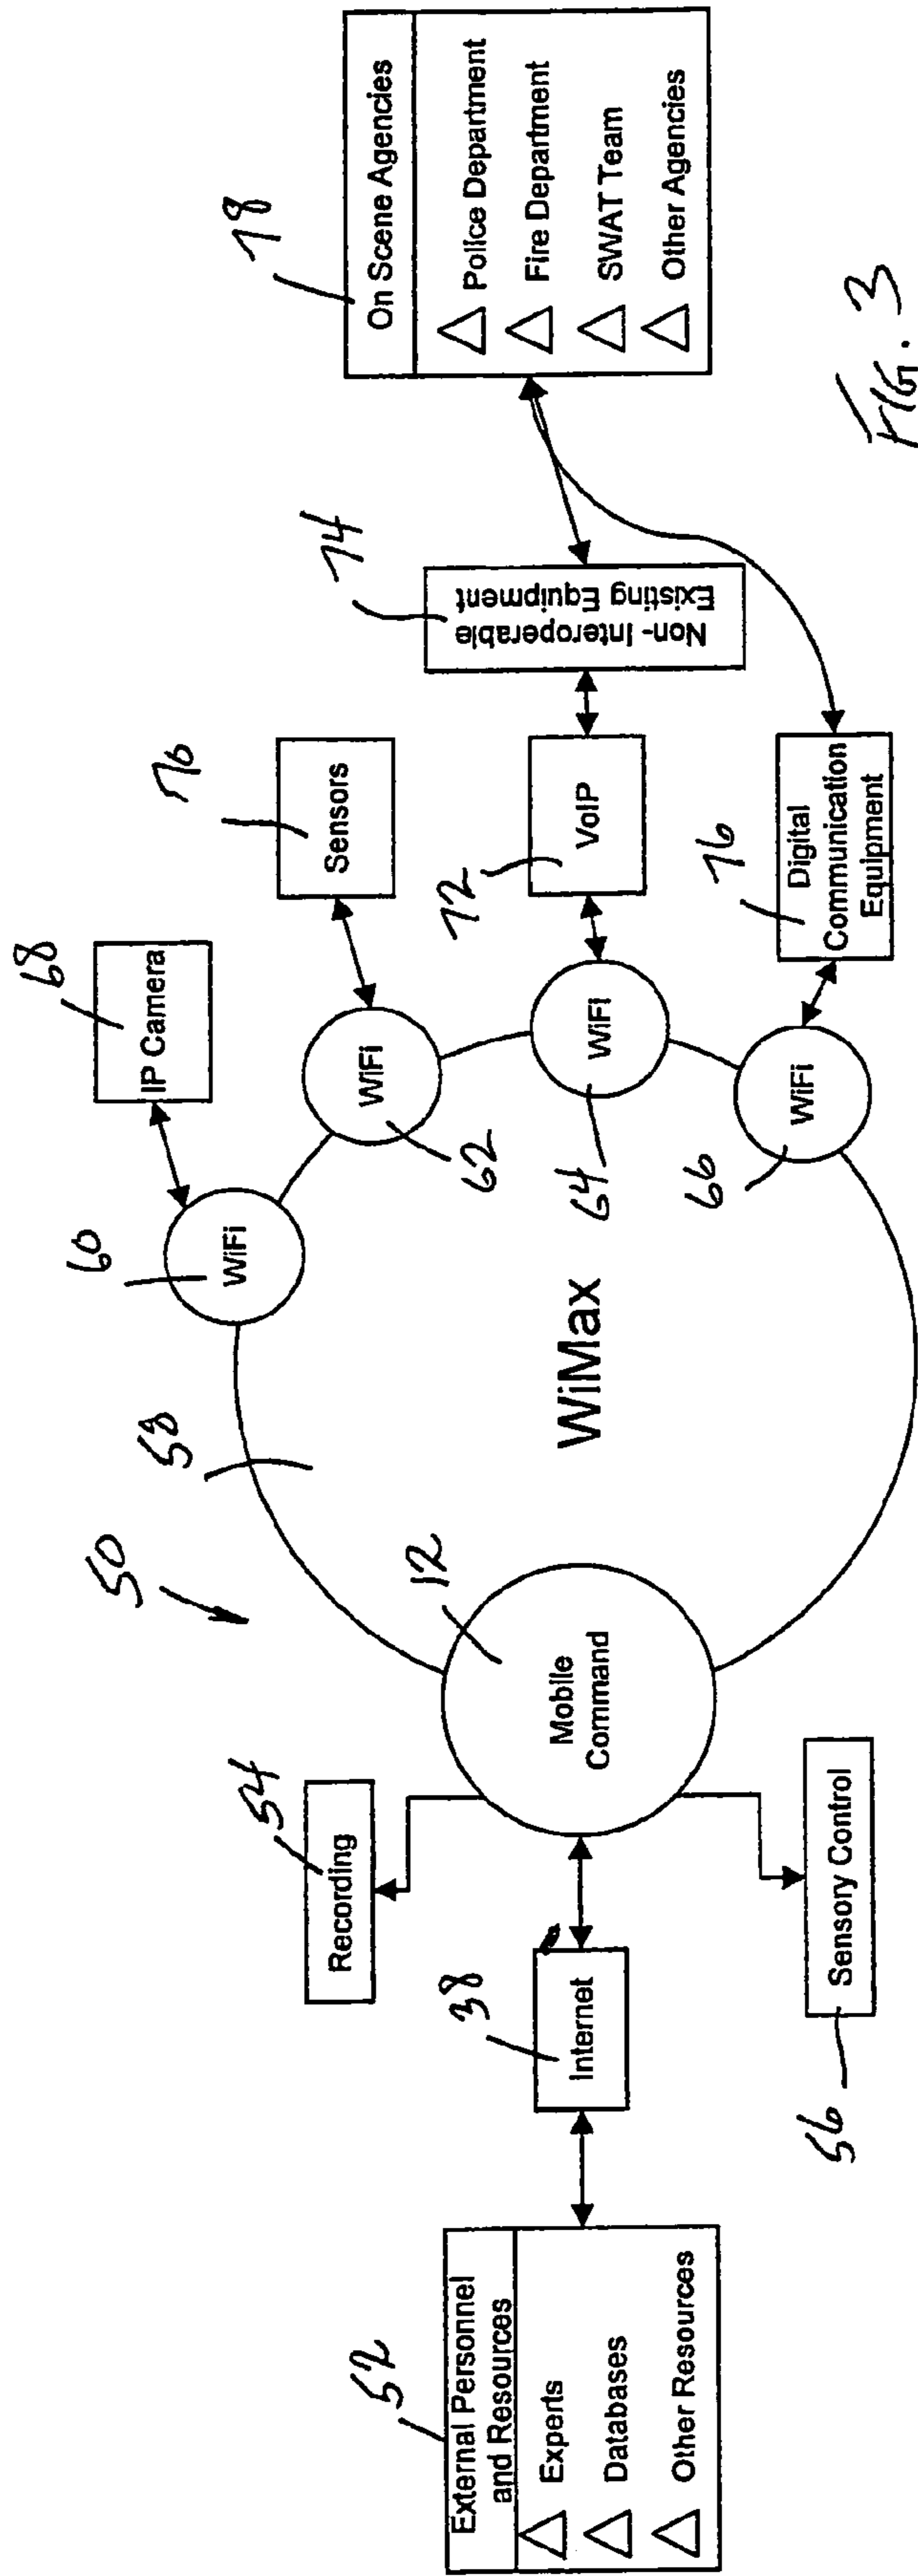 50
52
External Personnel
and Resources
Experts
Databases
Other Resources
38
Internet
54
Recording
56
Sensory Control
12
Mobile
Command
58
WiMax
60
WiFi
62
WiFi
64
WiFi
66
WiFi
68
IP Camera
70
Sensors
72
VoIP
74
Non-Interoperable
Existing Equipment
76
Digital
Communication
Equipment
78
On Scene Agencies
Police Department
Fire Department
SWAT Team
Other Agencies
FIG. 3